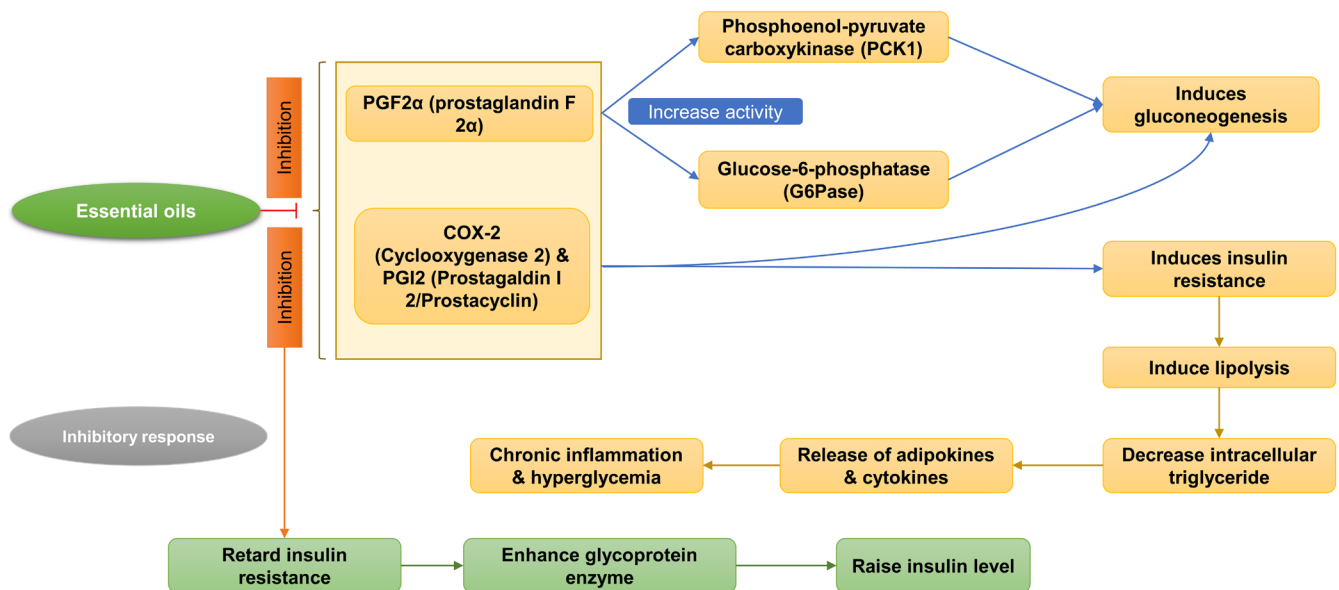 Phosphoenol-pyruvate
carboxykinase (PCK1)
Inhibition
PGF2α (prostaglandin F
2α)
Increase activity
Induces
gluconeogenesis
Glucose-6-phosphatase
(G6Pase)
Essential oils
COX-2
(Cyclooxygenase 2) &
PGI2 (Prostagaldin I
2/Prostacyclin)
Inhibition
Induces insulin
resistance
Induce lipolysis
Inhibitory response
Chronic inflammation
& hyperglycemia
Release of adipokines
& cytokines
Decrease intracellular
triglyceride
Retard insulin
resistance
Enhance glycoprotein
enzyme
Raise insulin level